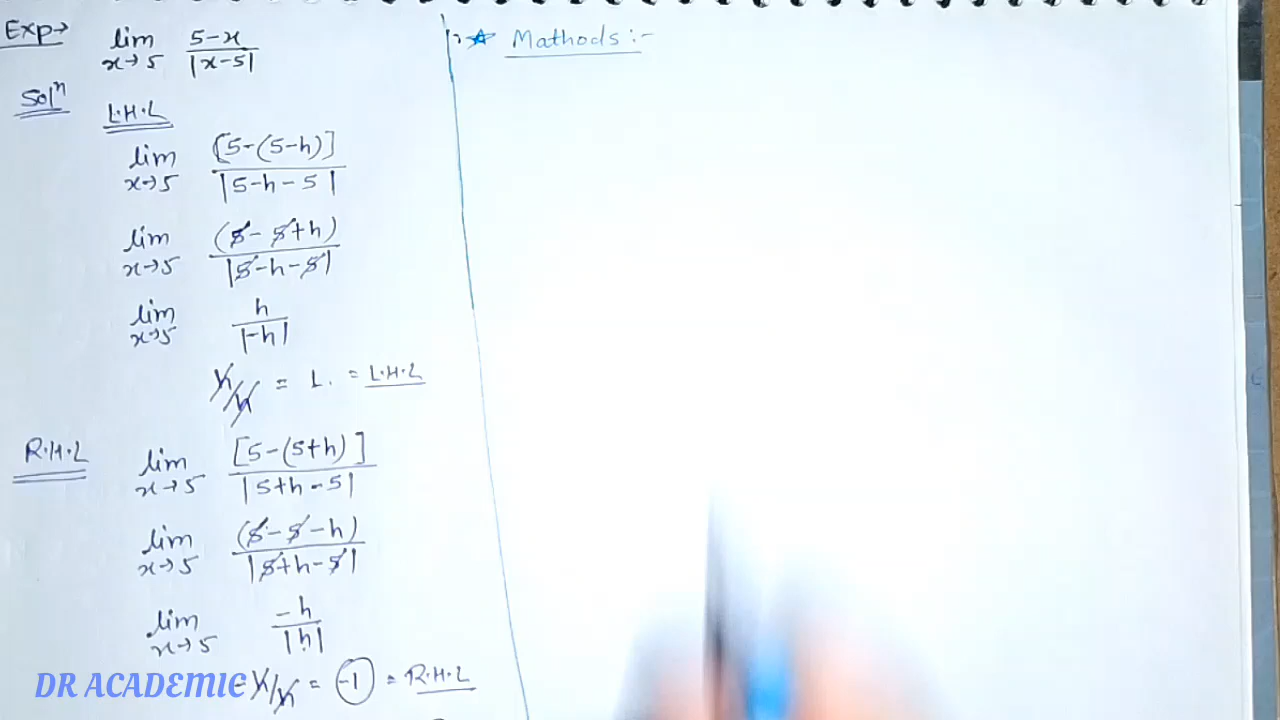 Exp→ lim x→5 5-x / |x-5|
Solⁿ
L.H.L
lim x→5 [5-(5-h)] / |5-h-5|
lim x→5 (5-5+h) / |5-h-5|
lim x→5 h / |-h|
h/h = 1. = L.H.L
R.H.L lim x→5 [5-(5+h)] / |5+h-5|
lim x→5 (5-5-h) / |5+h-5|
lim x→5 -h / |h|
-h/h = -1 = R.H.L
DR ACADEMIE
★ Mathods:-